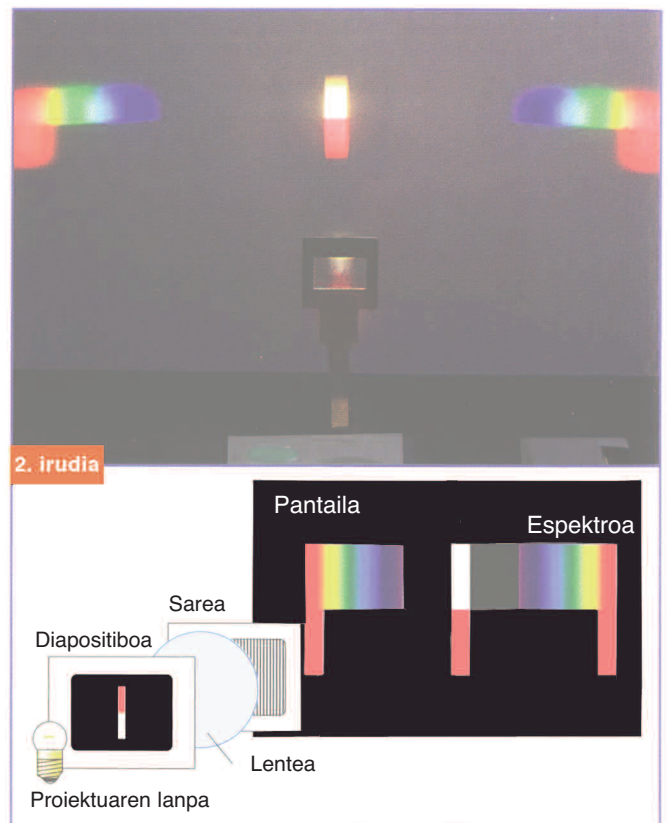 2. irudia
Pantaila
Espektroa
Sarea
Diapositiboa
Lentea
Proiektuaren lanpa